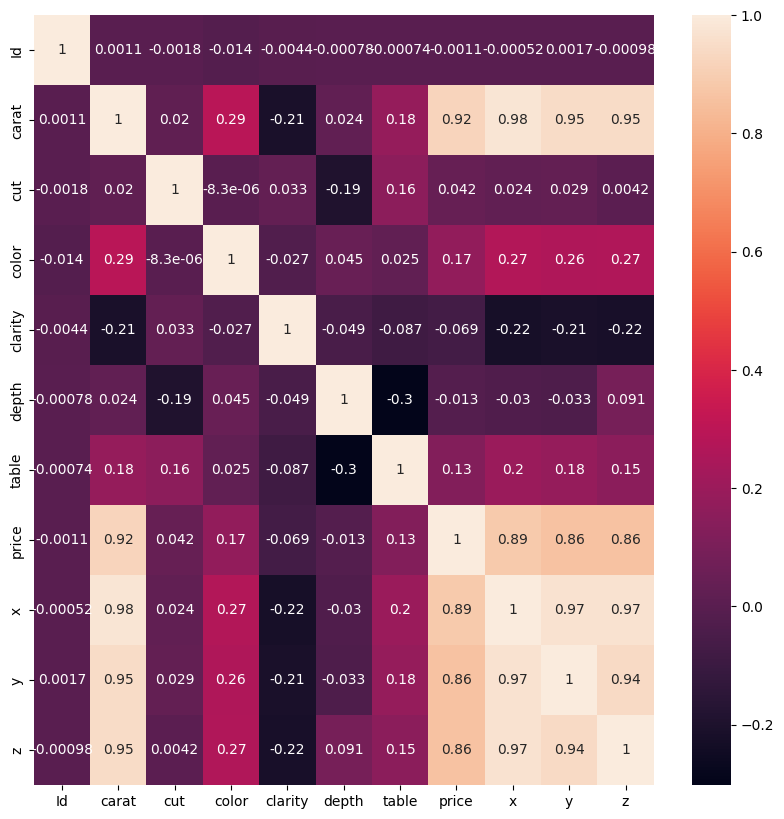 Id 1 0.0011 -0.0018 -0.014 -0.0044 -0.00078 -0.00074 -0.0011 -0.00052 0.0017 -0.00098
carat 0.0011 1 0.02 0.29 -0.21 0.024 0.18 0.92 0.98 0.95 0.95
cut -0.0018 0.02 1 -8.3e-06 0.033 -0.19 0.16 0.042 0.024 0.029 0.0042
color -0.014 0.29 -8.3e-06 1 -0.027 0.045 0.025 0.17 0.27 0.26 0.27
clarity -0.0044 -0.21 0.033 -0.027 1 -0.049 -0.087 -0.069 -0.22 -0.21 -0.22
depth -0.00078 0.024 -0.19 0.045 -0.049 1 -0.3 -0.013 -0.03 -0.033 0.091
table -0.00074 0.18 0.16 0.025 -0.087 -0.3 1 0.13 0.2 0.18 0.15
price -0.0011 0.92 0.042 0.17 -0.069 -0.013 0.13 1 0.89 0.86 0.86
x -0.00052 0.98 0.024 0.27 -0.22 -0.03 0.2 0.89 1 0.97 0.97
y 0.0017 0.95 0.029 0.26 -0.21 -0.033 0.18 0.86 0.97 1 0.94
z -0.00098 0.95 0.0042 0.27 -0.22 0.091 0.15 0.86 0.97 0.94 1
Id carat cut color clarity depth table price x y z
1.0
0.8
0.6
0.4
0.2
0.0
−0.2